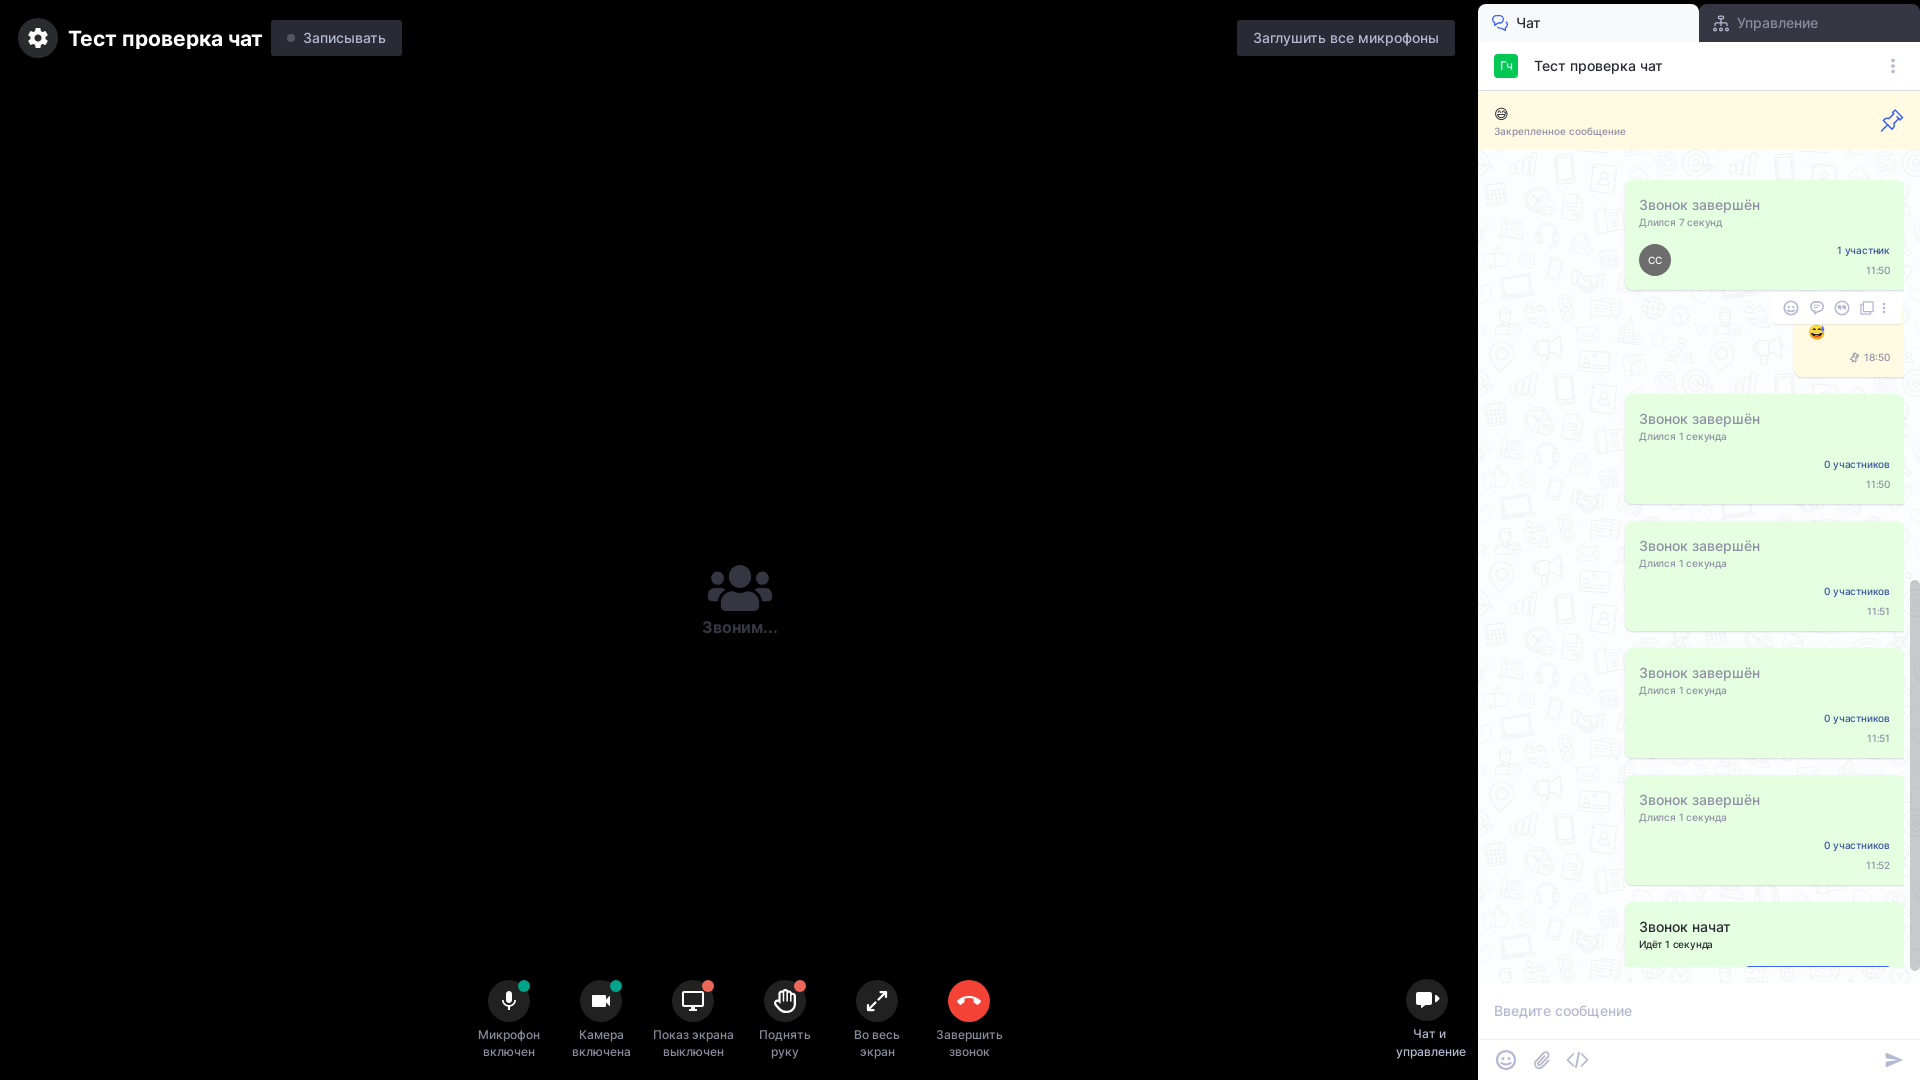 Тест проверка чат
Записывать
Заглушить все микрофоны
Чат
Управление
Гч
Тест проверка чат
Закрепленное сообщение
Звонок завершён
Длился 7 секунд
1 участник
СС
11:50
18:50
Звонок завершён
Длился 1 секунда
0 участников
11:50
Звонок завершён
Длился 1 секунда
0 участников
11:51
Звонок завершён
Длился 1 секунда
0 участников
11:51
Звонок завершён
Длился 1 секунда
0 участников
11:52
Звонок начат
Идёт 1 секунда
Звоним...
Микрофон
включен
Камера
включена
Показ экрана
выключен
Поднять
руку
Во весь
экран
Завершить
звонок
Чат и
управление
Введите сообщение